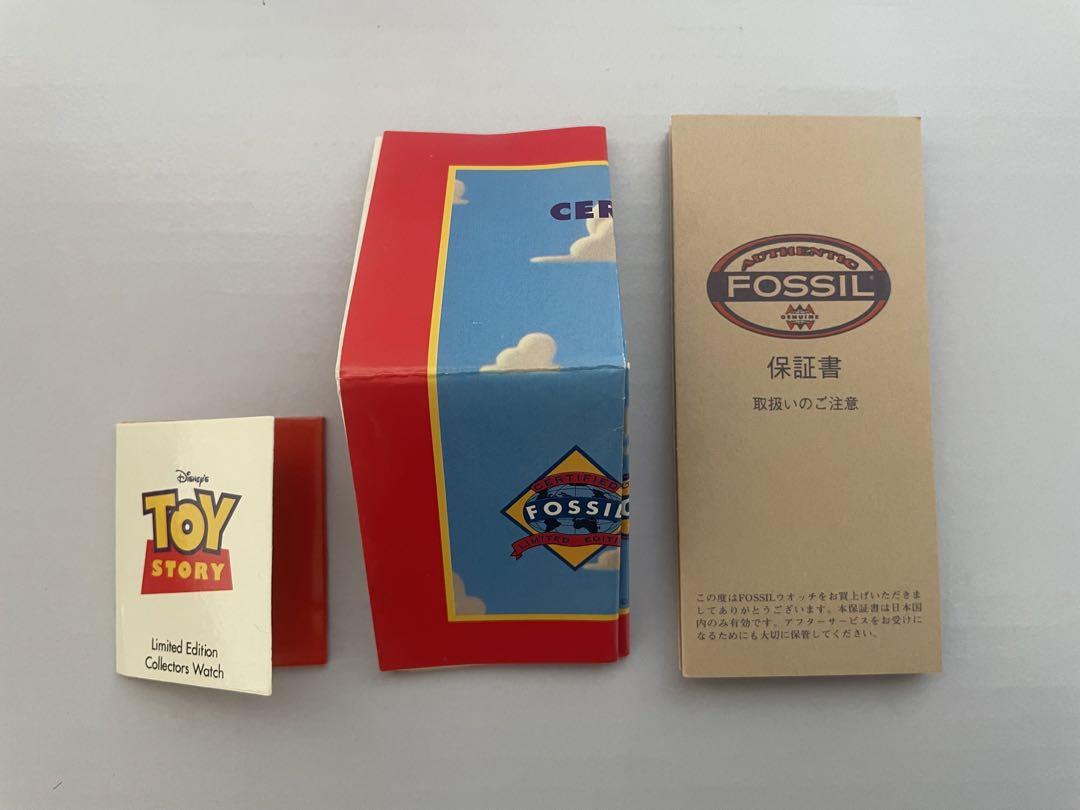 DISNEY'S
TOY
STORY
Limited Edition
Collectors Watch
CER
CERTIFIED
FOSSIL
LIMITED EDITI
AUTHENTIC
FOSSIL®
GENUINE
保証書
取扱いのご注意
この度はFOSSILウオッチをお買上げいただきま
してありがとうございます。本保証書は日本国
内のみ有効です。アフターサービスをお受けに
なるためにも大切に保管してください。